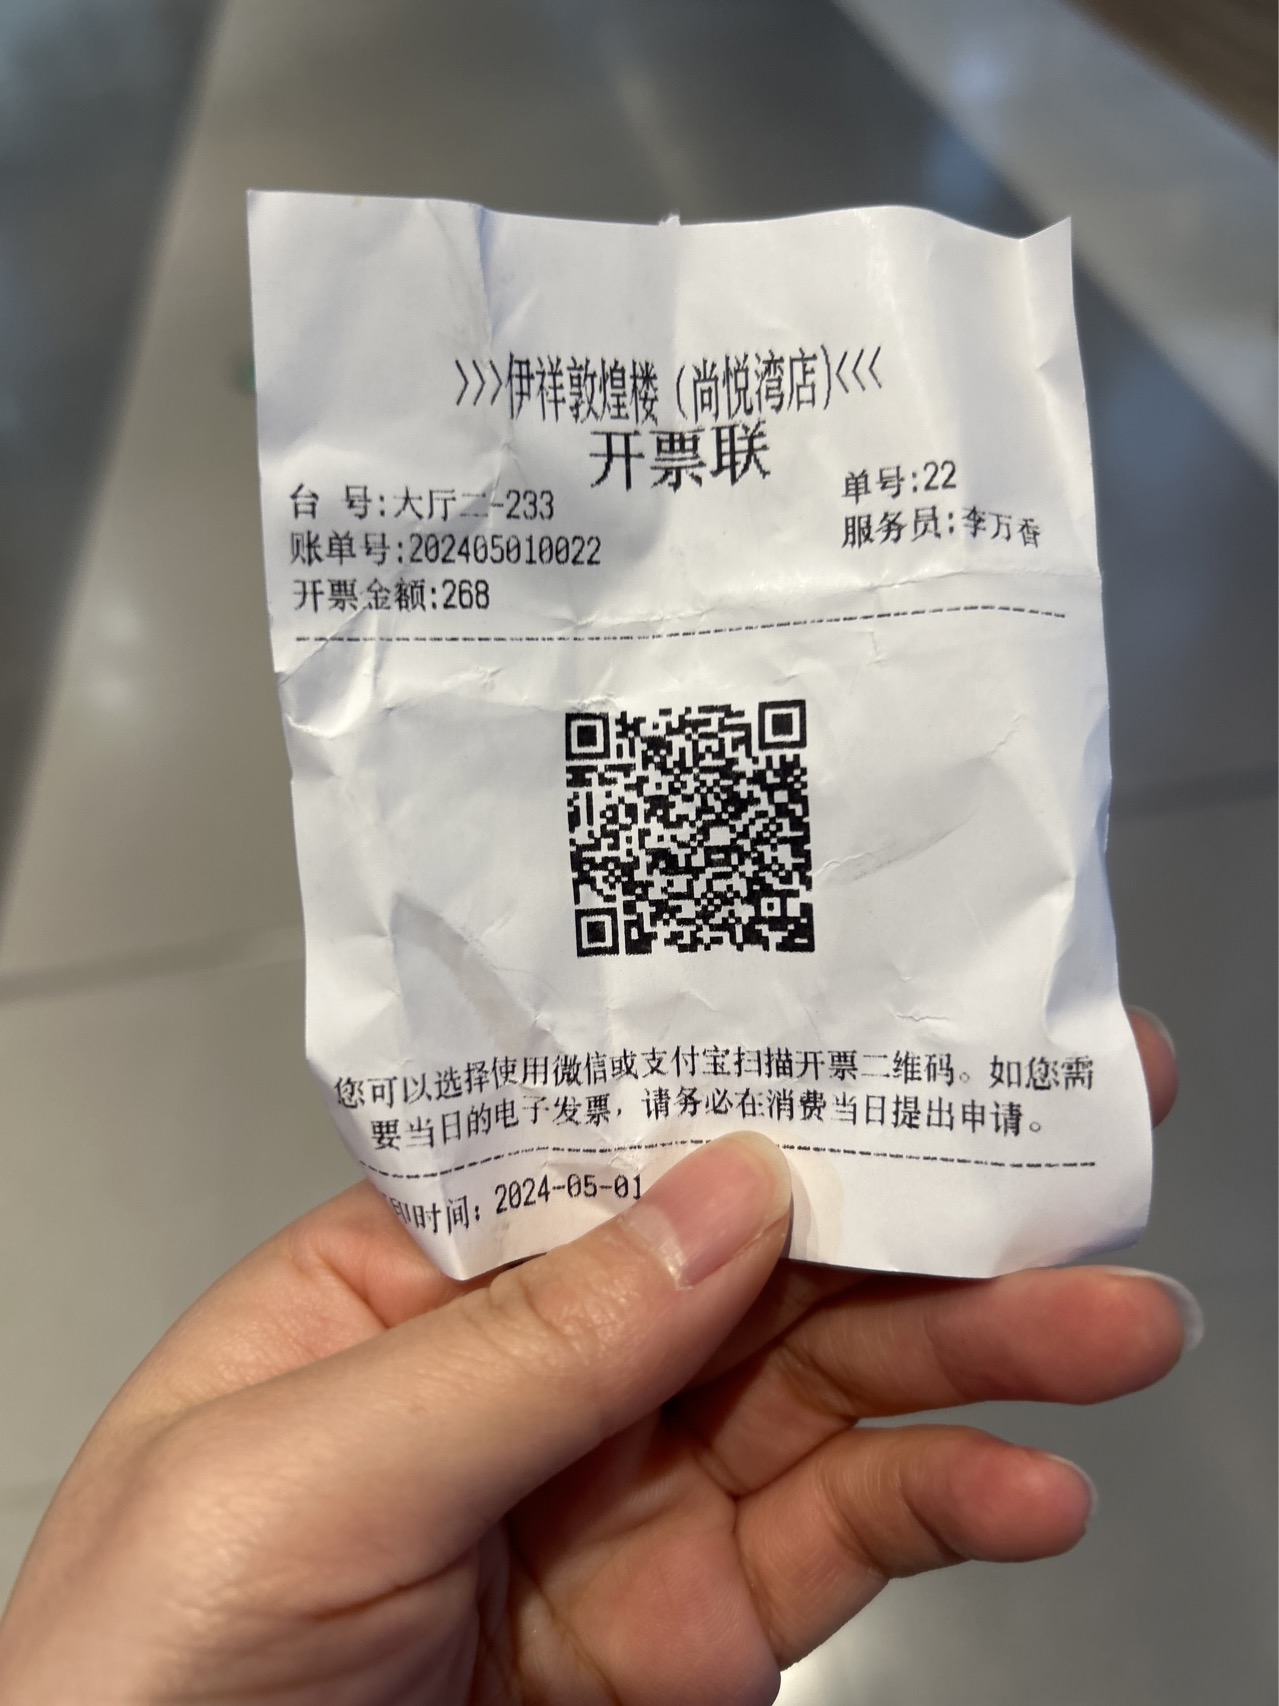 >>>伊祥敦煌楼(尚悦湾店)<<<
开票联
台 号:大厅二-233
单号:22
账单号:202405010022
服务员:李万香
开票金额:268
您可以选择使用微信或支付宝扫描开票二维码。如您需
要当日的电子发票，请务必在消费当日提出申请。
印时间: 2024-05-01